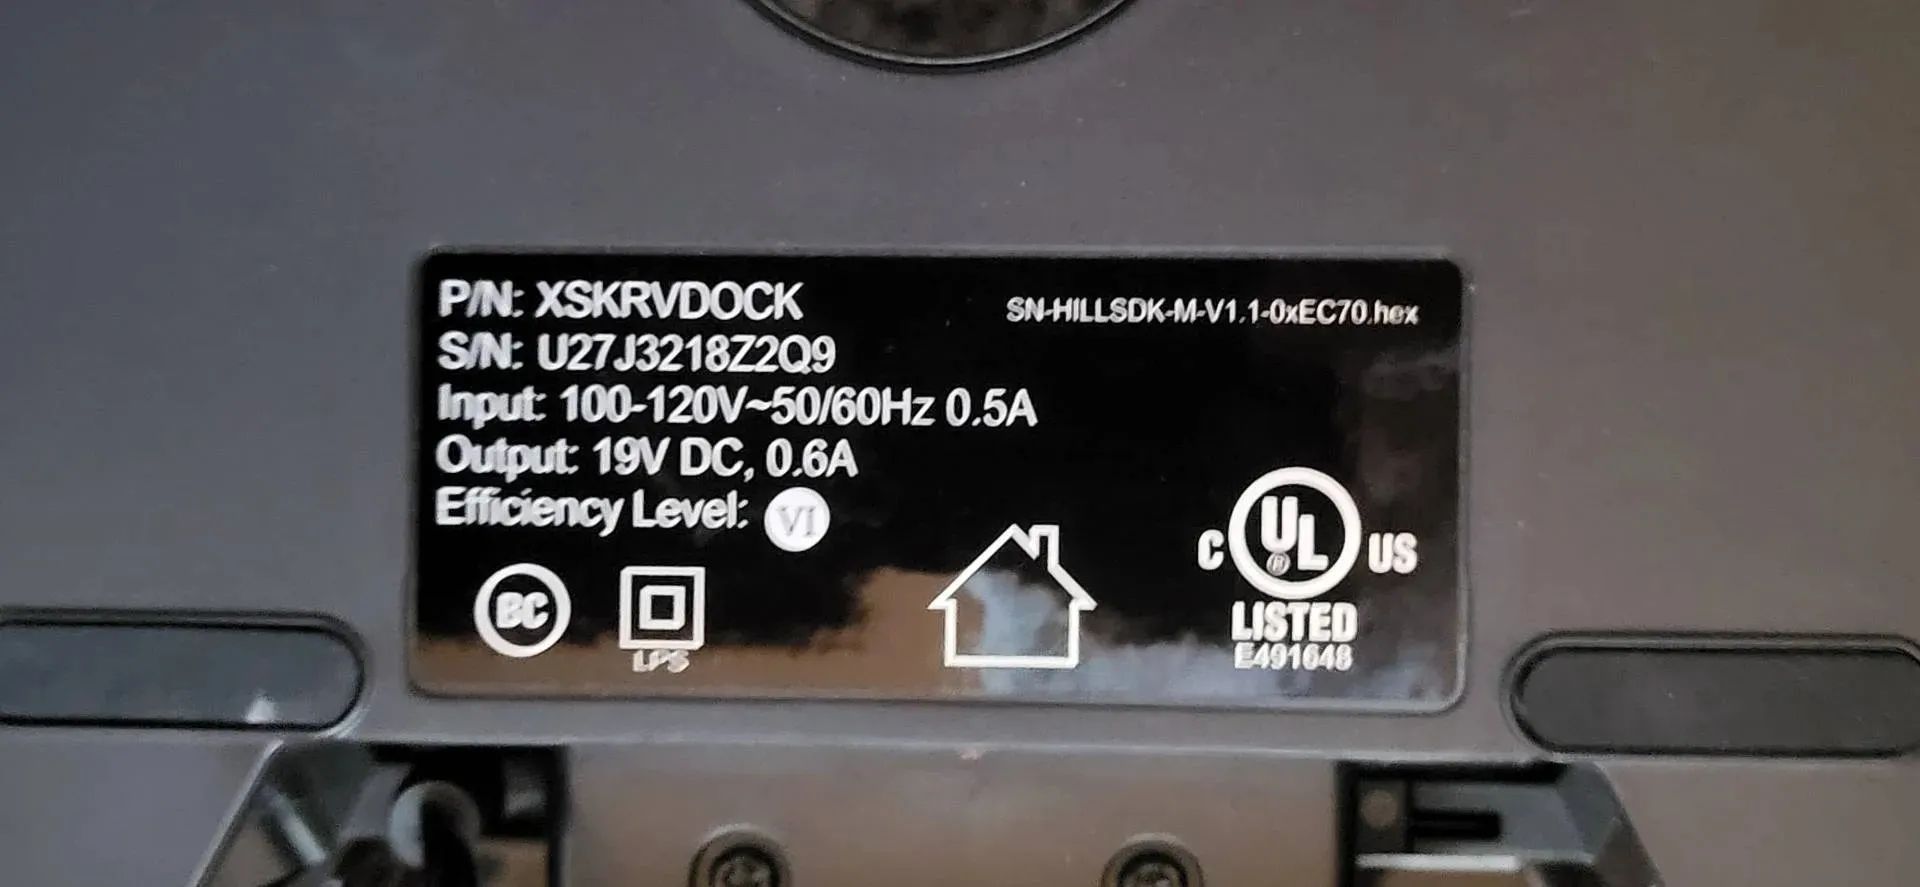 P/N: XSKRVDOCK
SN-HILLSDK-M-V1.1-0xEC70.hex
S/N: U27J3218Z2Q9
Input: 100-120V~50/60Hz 0.5A
Output: 19V DC, 0.6A
Efficiency Level: VI
BC
LPS
C UL® US
LISTED
E491648